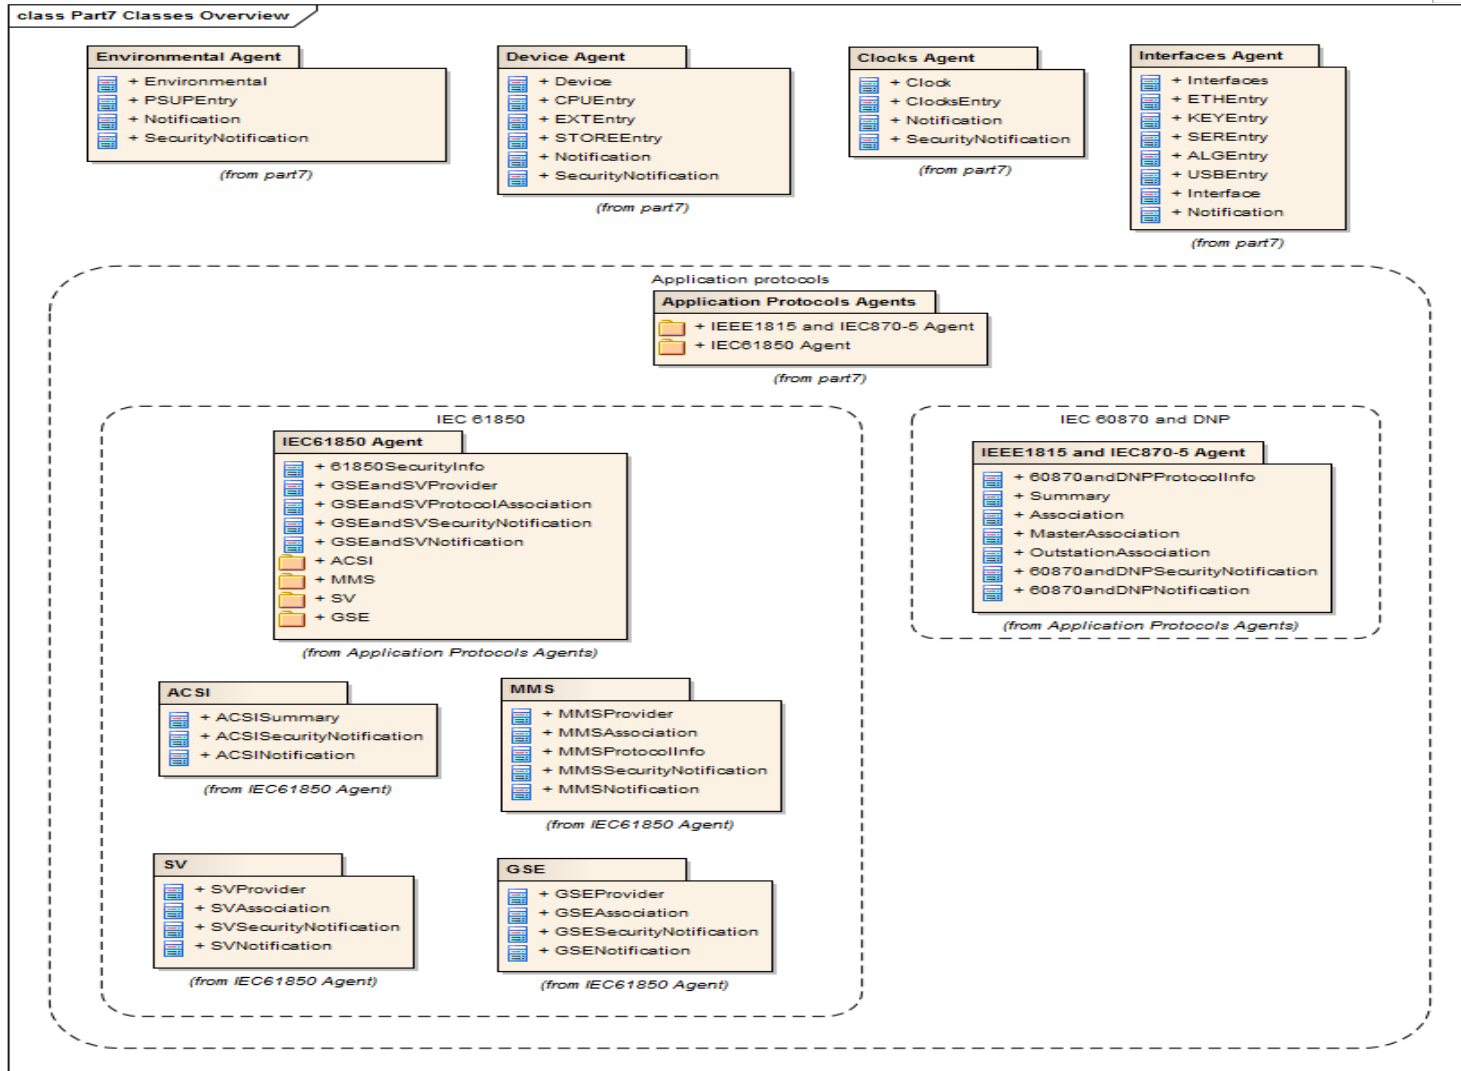 class Part7 Classes Overview
Environmental Agent
+ Environmental
+ PSUPEntry
+ Notification
+ SecurityNotification
(from part7)
Device Agent
+ Device
+ CPUEntry
+ EXTEntry
+ STOREEntry
+ Notification
+ SecurityNotification
(from part7)
Clocks Agent
+ Clock
+ ClocksEntry
+ Notification
+ SecurityNotification
(from part7)
Interfaces Agent
+ Interfaces
+ ETHEntry
+ KEYEntry
+ SEREntry
+ ALGEntry
+ USBEntry
+ Interface
+ Notification
(from part7)
Application protocols
Application Protocols Agents
+ IEEE1815 and IEC870-5 Agent
+ IEC61850 Agent
(from part7)
IEC 61850
IEC61850 Agent
+ 61850SecurityInfo
+ GSEandSVProvider
+ GSEandSVProtocolAssociation
+ GSEandSVSecurityNotification
+ GSEandSVNotification
+ ACSI
+ MMS
+ SV
+ GSE
(from Application Protocols Agents)
IEC 60870 and DNP
IEEE1815 and IEC870-5 Agent
+ 60870andDNPProtocolInfo
+ Summary
+ Association
+ MasterAssociation
+ OutstationAssociation
+ 60870andDNPSecurityNotification
+ 60870andDNPNotification
(from Application Protocols Agents)
ACSI
+ ACSISummary
+ ACSISecurityNotification
+ ACSINotification
(from IEC61850 Agent)
MMS
+ MMSProvider
+ MMSAssociation
+ MMSProtocolInfo
+ MMSSecurityNotification
+ MMSNotification
(from IEC61850 Agent)
SV
+ SVProvider
+ SVAssociation
+ SVSecurityNotification
+ SVNotification
(from IEC61850 Agent)
GSE
+ GSEProvider
+ GSEAssociation
+ GSESecurityNotification
+ GSENotification
(from IEC61850 Agent)